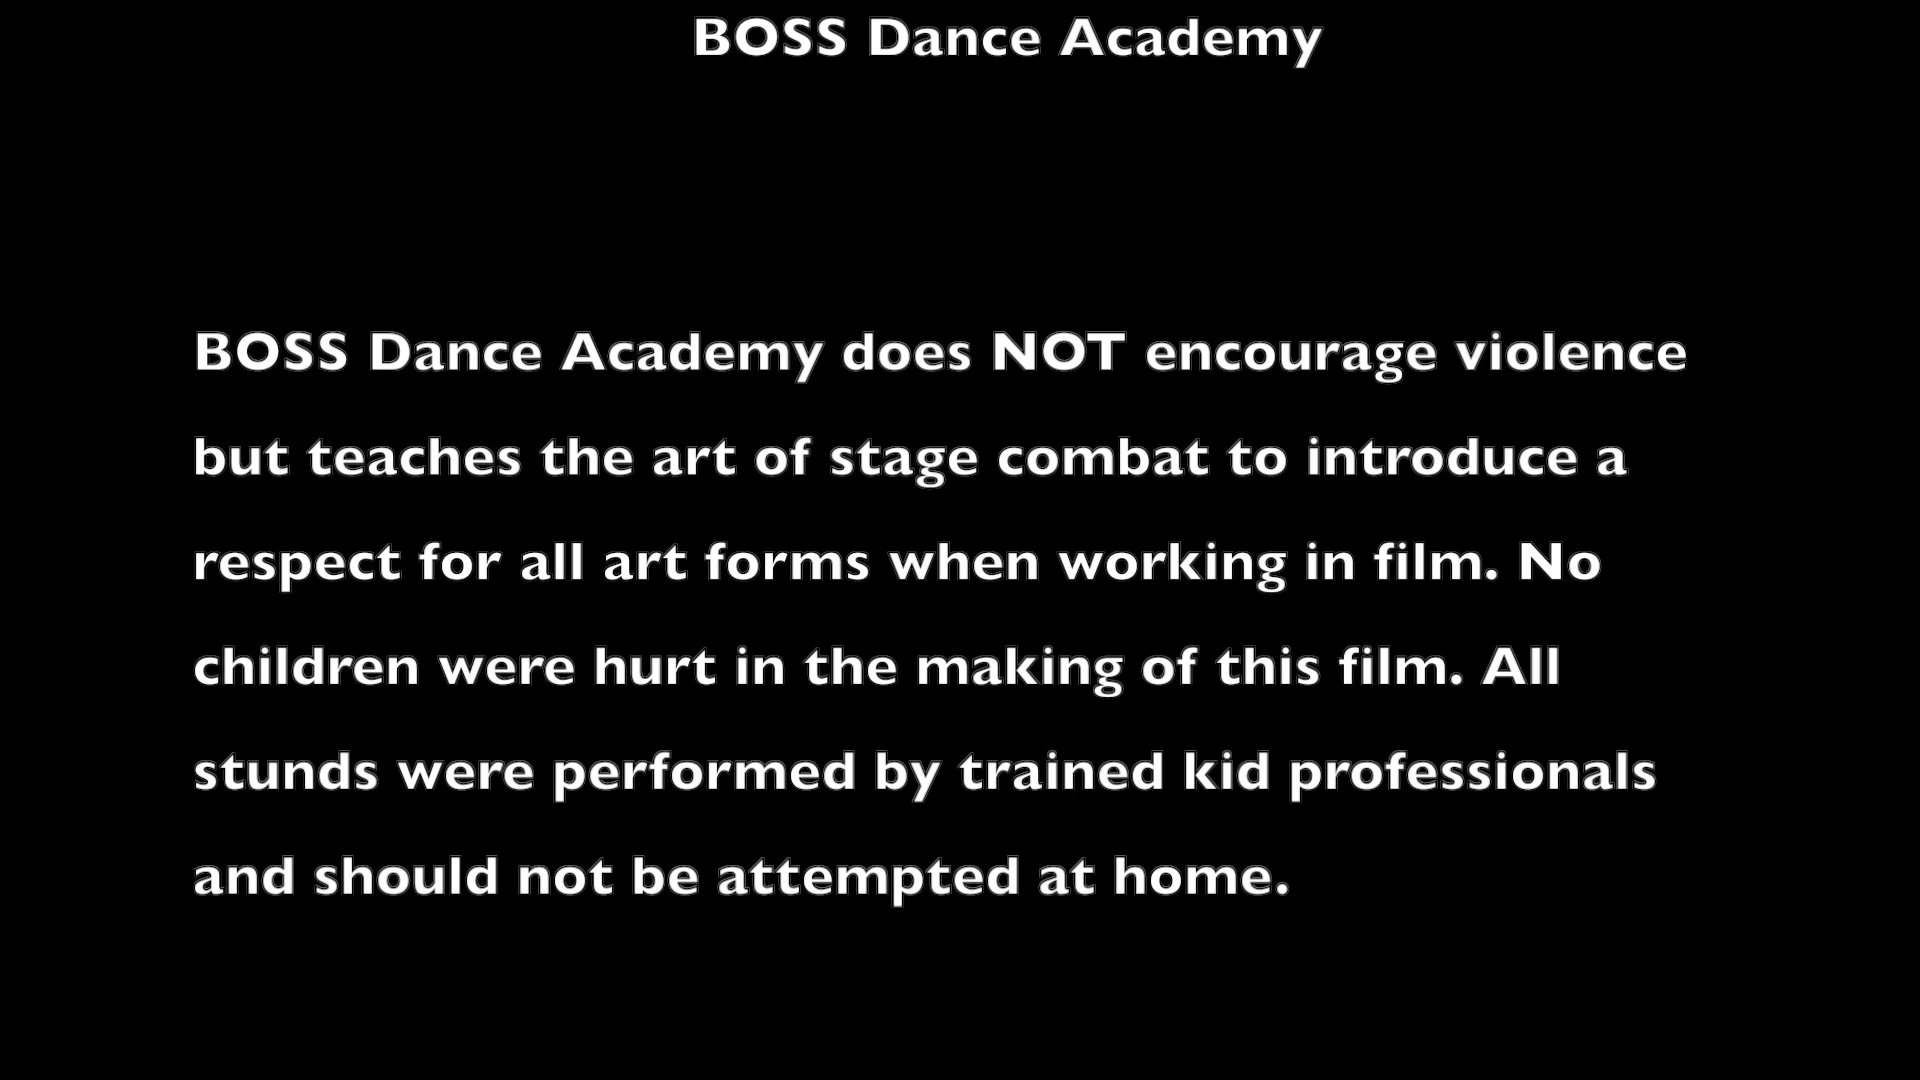 BOSS Dance Academy
BOSS Dance Academy does NOT encourage violence
but teaches the art of stage combat to introduce a
respect for all art forms when working in film. No
children were hurt in the making of this film. All
stunds were performed by trained kid professionals
and should not be attempted at home.